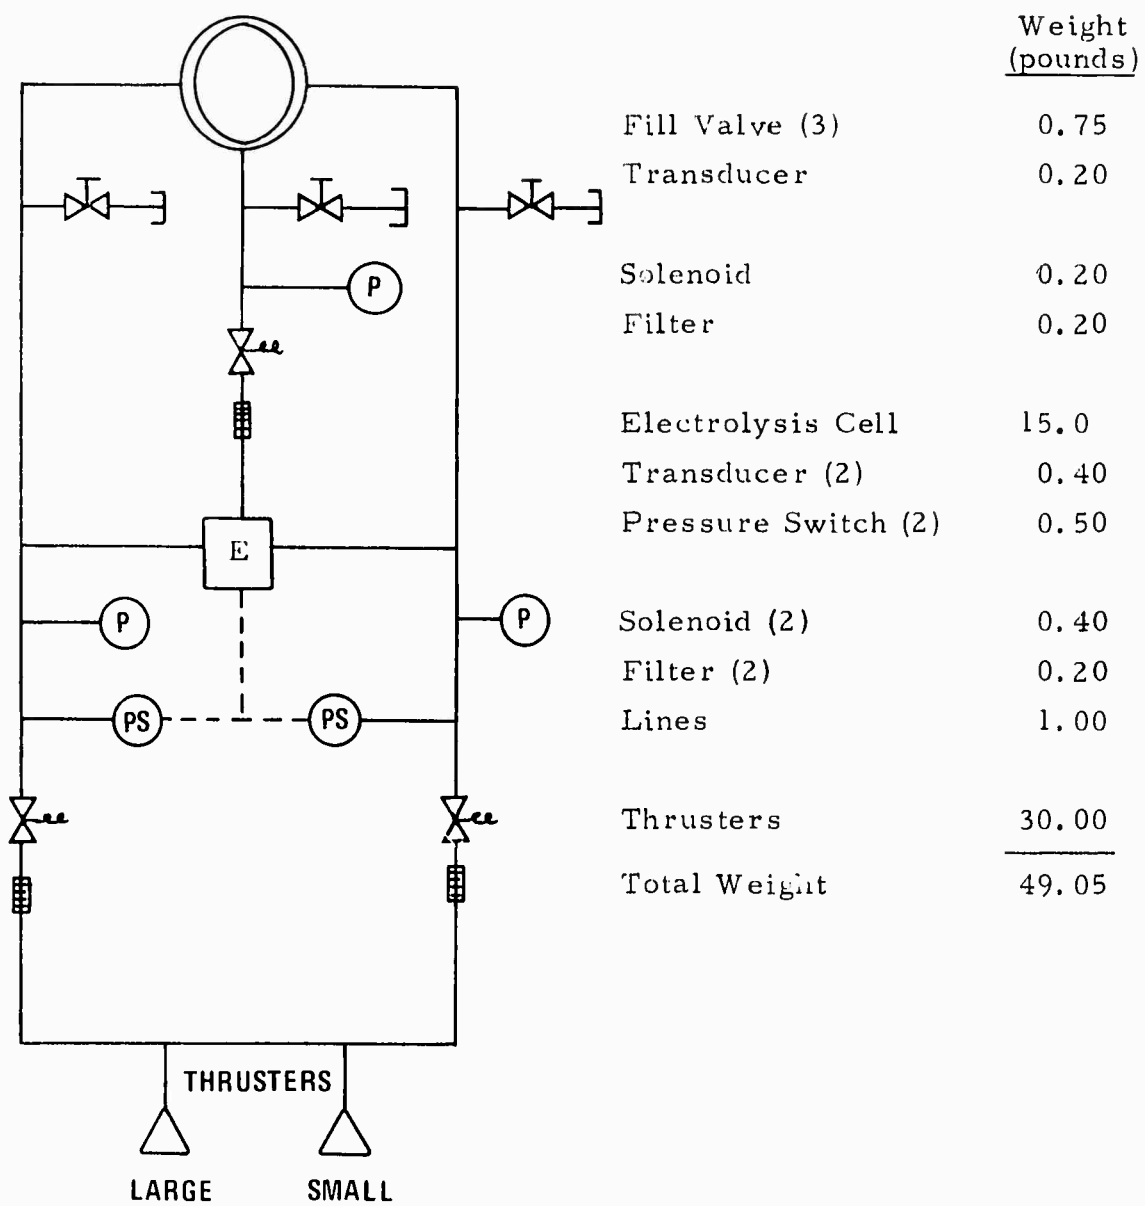 Weight
(pounds)
Fill Valve (3) 0.75
Transducer 0.20
Solenoid 0.20
P
Filter 0.20
Electrolysis Cell 15.0
Transducer (2) 0.40
Pressure Switch (2) 0.50
E
Solenoid (2) 0.40
P P
Filter (2) 0.20
PS PS
Lines 1.00
Thrusters 30.00
Total Weight 49.05
THRUSTERS
LARGE SMALL